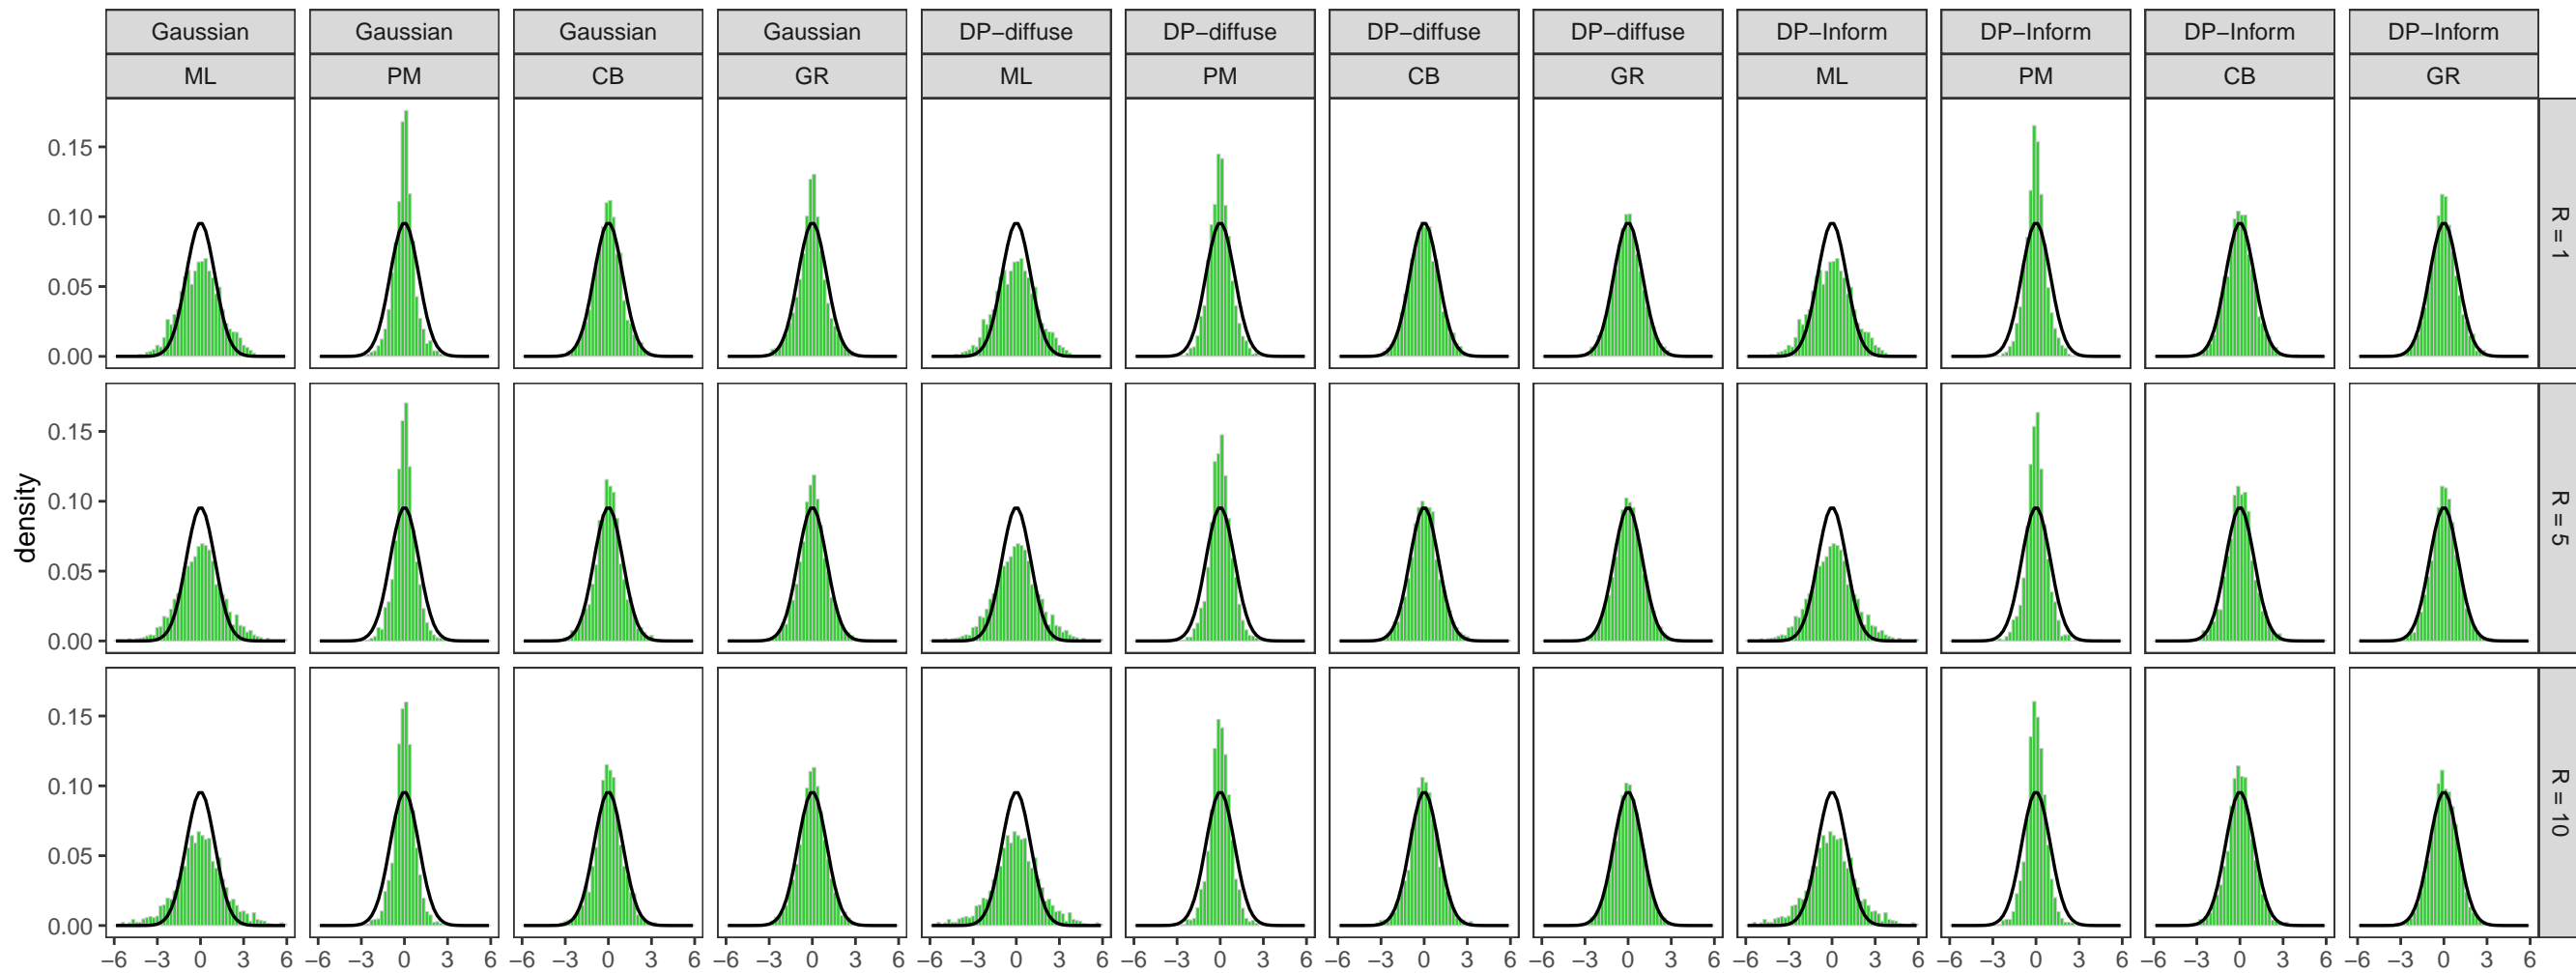 Gaussian Gaussian Gaussian Gaussian DP−diffuse DP−diffuse DP−diffuse DP−diffuse DP−Inform DP−Inform DP−Inform DP−Inform
ML PM CB GR ML PM CB GR ML PM CB GR
0.15
0.10
0.05
0.00
R = 1
density
0.15
0.10
0.05
0.00
R = 5
0.15
0.10
0.05
0.00
R = 10
−6 −3 0 3 6 −6 −3 0 3 6 −6 −3 0 3 6 −6 −3 0 3 6 −6 −3 0 3 6 −6 −3 0 3 6 −6 −3 0 3 6 −6 −3 0 3 6 −6 −3 0 3 6 −6 −3 0 3 6 −6 −3 0 3 6 −6 −3 0 3 6